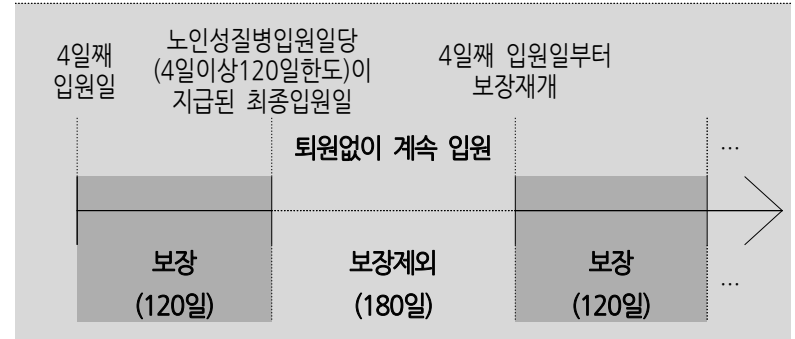 4일째
입원일
노인성질병입원일당
(4일이상120일한도)이
지급된 최종입원일
4일째 입원일부터
보장재개
퇴원없이 계속 입원
…
보장
(120일)
보장제외
(180일)
보장
(120일)
…